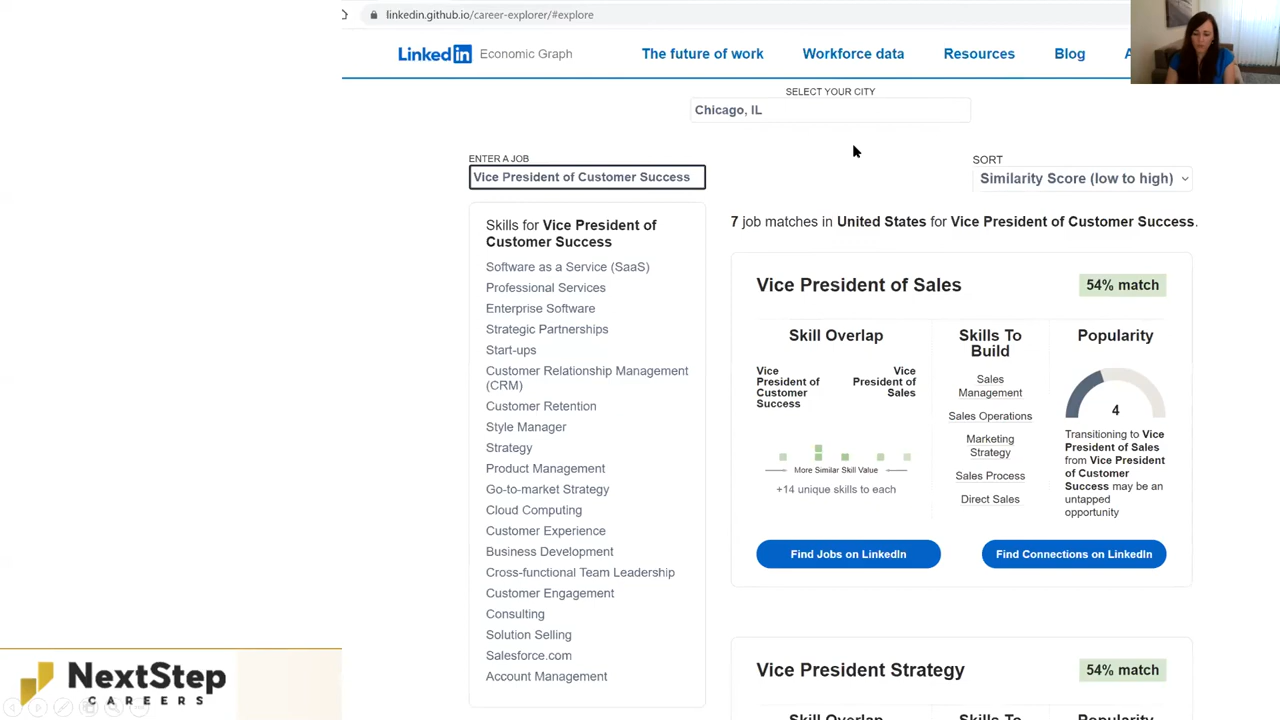 linkedin.github.io/career-explorer/#explore
Linked in Economic Graph
The future of work
Workforce data
Resources
Blog
SELECT YOUR CITY
Chicago, IL
ENTER A JOB
Vice President of Customer Success
SORT
Similarity Score (low to high)
Skills for Vice President of
Customer Success
Software as a Service (SaaS)
Professional Services
Enterprise Software
Strategic Partnerships
Start-ups
Customer Relationship Management
(CRM)
Customer Retention
Style Manager
Strategy
Product Management
Go-to-market Strategy
Cloud Computing
Customer Experience
Business Development
Cross-functional Team Leadership
Customer Engagement
Consulting
Solution Selling
Salesforce.com
Account Management
7 job matches in United States for Vice President of Customer Success.
Vice President of Sales
54% match
Skill Overlap
Vice
President of
Customer
Success
Vice
President of
Sales
More Similar Skill Value
+14 unique skills to each
Skills To
Build
Sales
Management
Sales Operations
Marketing
Strategy
Sales Process
Direct Sales
Popularity
4
Transitioning to Vice
President of Sales
from Vice President
of Customer
Success may be an
untapped
opportunity
Find Jobs on LinkedIn
Find Connections on LinkedIn
Vice President Strategy
54% match
Skill Overlap
Skills To
Popularity
NextStep
CAREERS